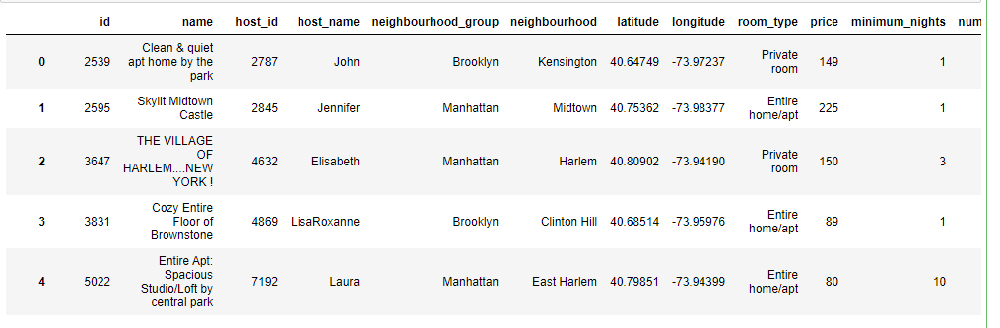 id name host_id host_name neighbourhood_group neighbourhood latitude longitude room_type price minimum_nights num
0 2539 Clean & quiet apt home by the park 2787 John Brooklyn Kensington 40.64749 -73.97237 Private room 149 1
1 2595 Skylit Midtown Castle 2845 Jennifer Manhattan Midtown 40.75362 -73.98377 Entire home/apt 225 1
2 3647 THE VILLAGE OF HARLEM....NEW YORK ! 4632 Elisabeth Manhattan Harlem 40.80902 -73.94190 Private room 150 3
3 3831 Cozy Entire Floor of Brownstone 4869 LisaRoxanne Brooklyn Clinton Hill 40.68514 -73.95976 Entire home/apt 89 1
4 5022 Entire Apt: Spacious Studio/Loft by central park 7192 Laura Manhattan East Harlem 40.79851 -73.94399 Entire home/apt 80 10